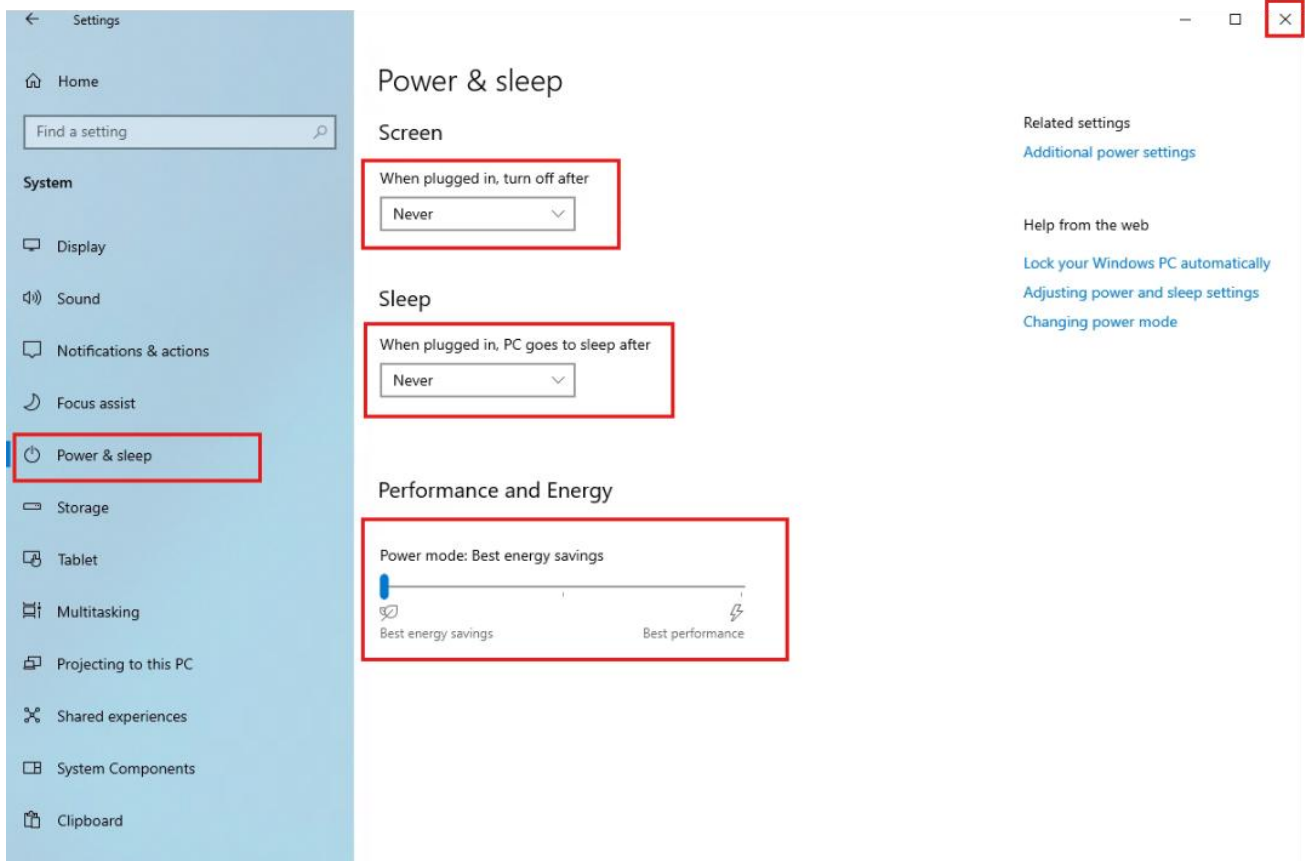 Settings
Home
Find a setting
System
Display
Sound
Notifications & actions
Focus assist
Power & sleep
Storage
Tablet
Multitasking
Projecting to this PC
Shared experiences
System Components
Clipboard
Power & sleep
Screen
When plugged in, turn off after
Never
Sleep
When plugged in, PC goes to sleep after
Never
Performance and Energy
Power mode: Best energy savings
Best energy savings
Best performance
Related settings
Additional power settings
Help from the web
Lock your Windows PC automatically
Adjusting power and sleep settings
Changing power mode